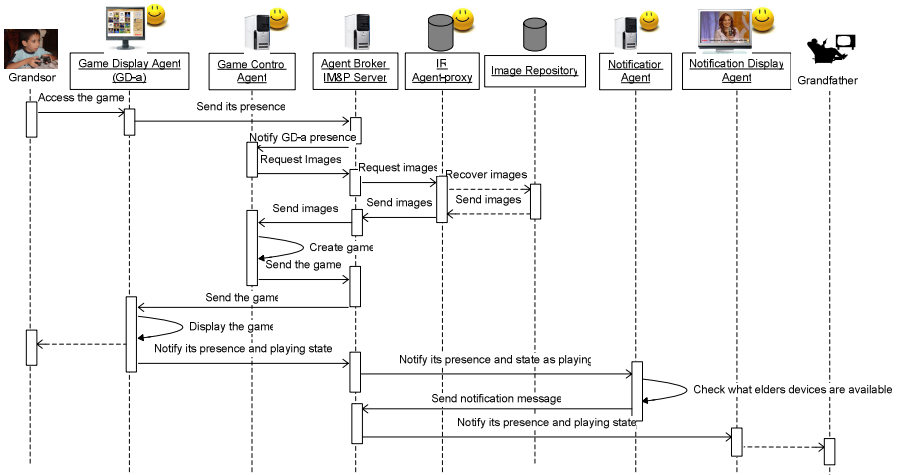 Grandsor
Game Display Agent
(GD-a)
Game Contro
Agent
Agent Broker
IM&P Server
IR
Agent-proxy
Image Repository
Notification
Agent
Notification Display
Agent
Grandfather
Access the game
Send its presence
Notify GD-a presence
Request Images
Request images
Recover images
Send images
Send images
Send images
Create game
Send the game
Send the game
Display the game
Notify its presence and playing state
Notify its presence and state as playing
Check what elders devices are available
Send notification message
Notify its presence and playing state